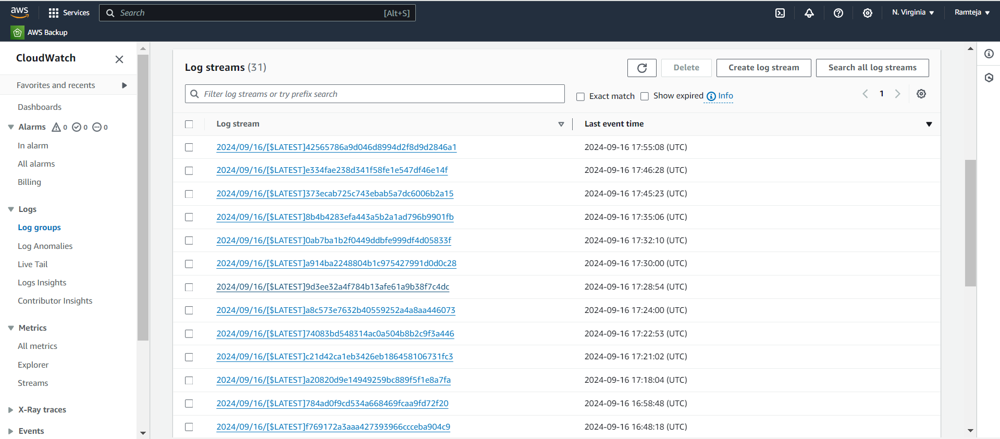 aws
Services
Search
[Alt+S]
N. Virginia
Ramteja
AWS Backup
CloudWatch
Favorites and recents
Dashboards
Alarms 0 0 0
In alarm
All alarms
Billing
Logs
Log groups
Log Anomalies
Live Tail
Logs Insights
Contributor Insights
Metrics
All metrics
Explorer
Streams
X-Ray traces
Events
Log streams (31)
Delete
Create log stream
Search all log streams
Filter log streams or try prefix search
Exact match
Show expired
Info
1
Log stream
Last event time
2024/09/16/[$LATEST]42565786a9d046d8994d2f8d9d2846a1 2024-09-16 17:55:08 (UTC)
2024/09/16/[$LATEST]e334fae238d341f58fe1e547df46e14f 2024-09-16 17:46:28 (UTC)
2024/09/16/[$LATEST]373ecab725c743ebab5a7dc6006b2a15 2024-09-16 17:45:23 (UTC)
2024/09/16/[$LATEST]8b4b4283efa443a5b2a1ad796b9901fb 2024-09-16 17:35:06 (UTC)
2024/09/16/[$LATEST]0ab7ba1b2f0449ddbfe999df4d05833f 2024-09-16 17:32:10 (UTC)
2024/09/16/[$LATEST]a914ba2248804b1c975427991d0d0c28 2024-09-16 17:30:00 (UTC)
2024/09/16/[$LATEST]9d3ee32a4f784b13afe61a9b38f7c4dc 2024-09-16 17:28:54 (UTC)
2024/09/16/[$LATEST]a8c573e7632b40559252a4a8aa446073 2024-09-16 17:24:00 (UTC)
2024/09/16/[$LATEST]74083bd548314ac0a504b8b2c9f3a446 2024-09-16 17:22:53 (UTC)
2024/09/16/[$LATEST]c21d42ca1eb3426eb186458106731fc3 2024-09-16 17:21:02 (UTC)
2024/09/16/[$LATEST]a20820d9e14949259bc889f5f1e8a7fa 2024-09-16 17:18:04 (UTC)
2024/09/16/[$LATEST]784ad0f9cd534a668469fcaa9fd72f20 2024-09-16 16:58:48 (UTC)
2024/09/16/[$LATEST]f769172a3aaa427393966ccceba904c9 2024-09-16 16:48:18 (UTC)